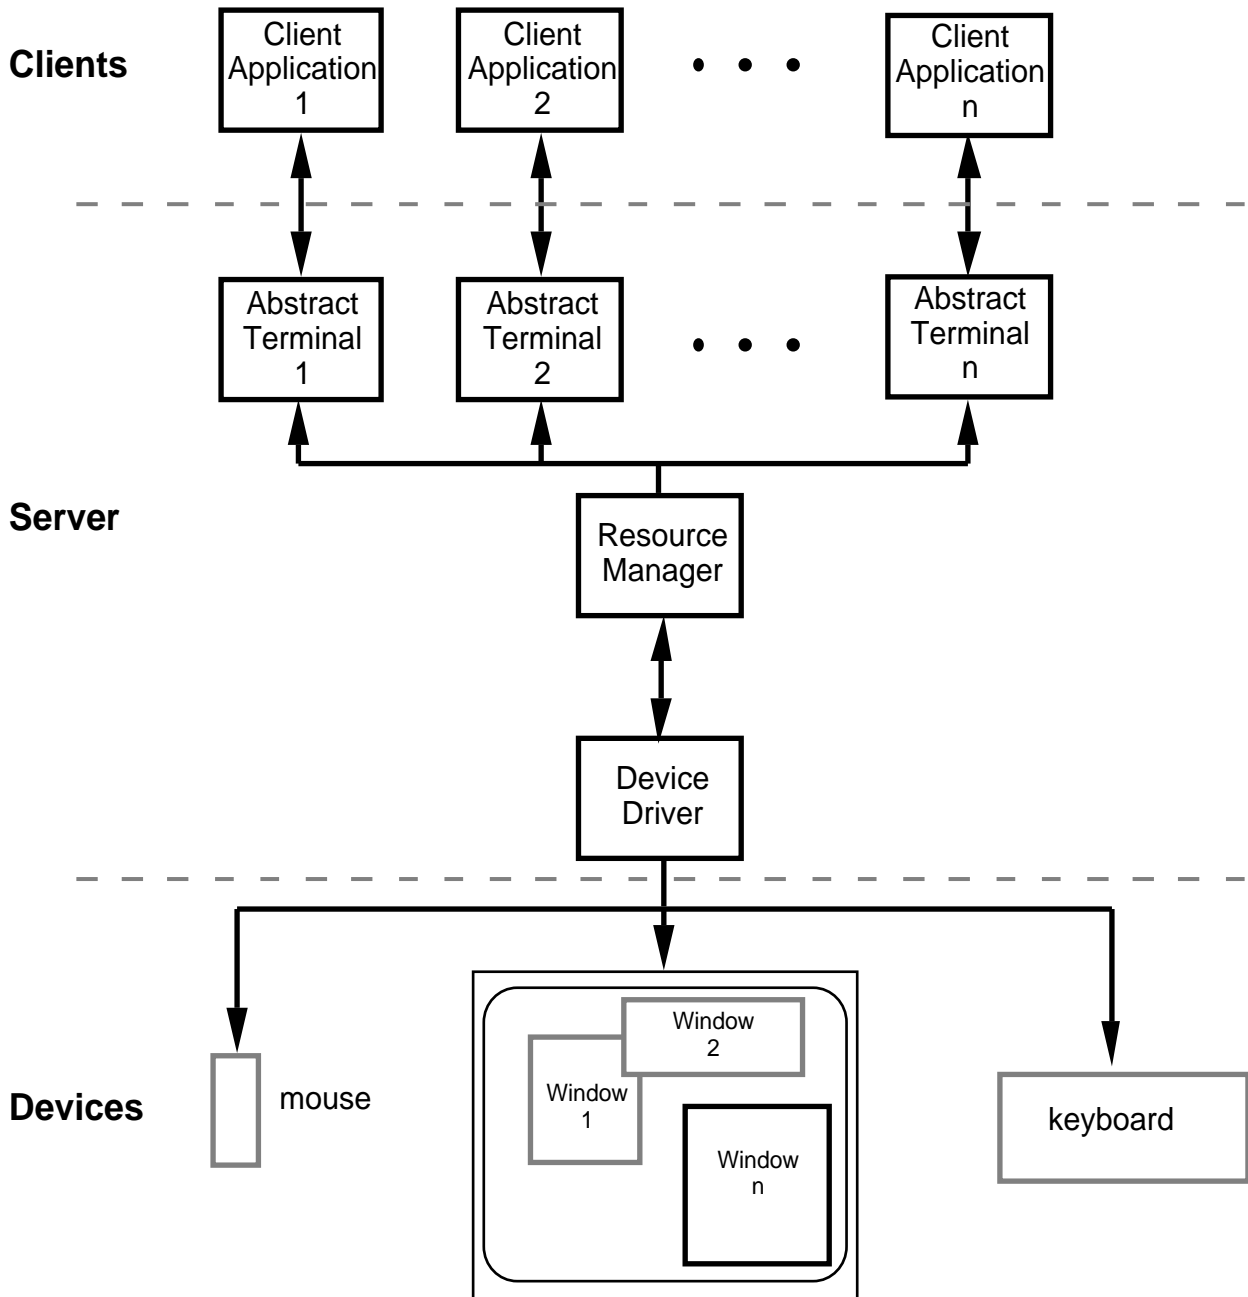 Clients
Client
Application
1
Client
Application
2
Client
Application
n
Abstract
Terminal
1
Abstract
Terminal
2
Abstract
Terminal
n
Server
Resource
Manager
Device
Driver
Devices
mouse
Window
1
Window
2
Window
n
keyboard